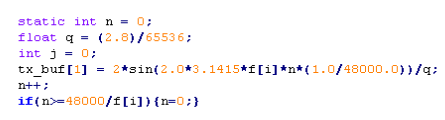 static int n = 0;
float q = (2.8)/65536;
int j = 0;
tx_buf[1] = 2*sin(2.0*3.1415*f[i]*n*(1.0/48000.0))/q;
n++;
if(n>=48000/f[i]){n=0;}